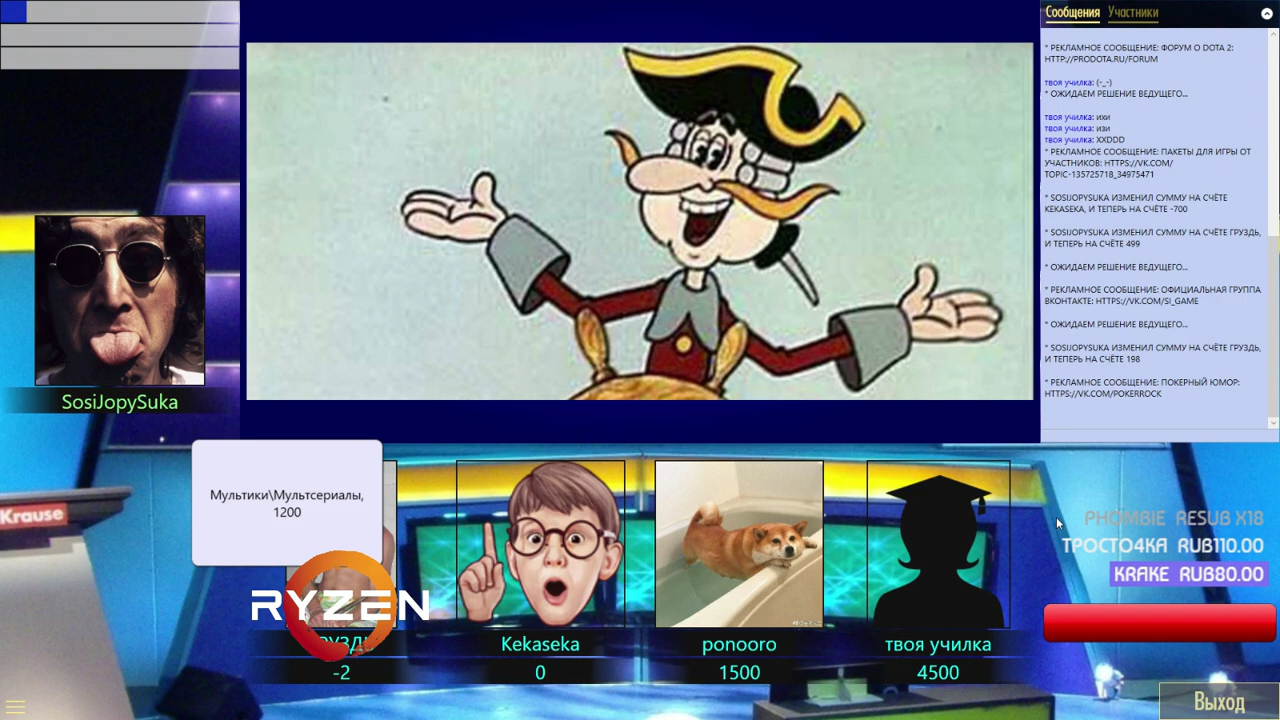 Сообщения Участники
* РЕКЛАМНОЕ СООБЩЕНИЕ: ФОРУМ О DOTA 2:
HTTP://PRODOTA.RU/FORUM
твоя училка: (-_-)
* ОЖИДАЕМ РЕШЕНИЕ ВЕДУЩЕГО...
твоя училка: ихи
твоя училка: изи
твоя училка: XXDDD
* РЕКЛАМНОЕ СООБЩЕНИЕ: ПАКЕТЫ ДЛЯ ИГРЫ ОТ
УЧАСТНИКОВ: HTTPS://VK.COM/
TOPIC-135725718_34975471
* SOSIJOPYSUKA ИЗМЕНИЛ СУММУ НА СЧЁТЕ
KEKASEKA, И ТЕПЕРЬ НА СЧЁТЕ -700
* SOSIJOPYSUKA ИЗМЕНИЛ СУММУ НА СЧЁТЕ ГРУЗДЬ,
И ТЕПЕРЬ НА СЧЁТЕ 499
* ОЖИДАЕМ РЕШЕНИЕ ВЕДУЩЕГО...
* РЕКЛАМНОЕ СООБЩЕНИЕ: ОФИЦИАЛЬНАЯ ГРУППА
ВКОНТАКТЕ: HTTPS://VK.COM/SI_GAME
* ОЖИДАЕМ РЕШЕНИЕ ВЕДУЩЕГО...
* SOSIJOPYSUKA ИЗМЕНИЛ СУММУ НА СЧЁТЕ ГРУЗДЬ,
И ТЕПЕРЬ НА СЧЁТЕ 198
* РЕКЛАМНОЕ СООБЩЕНИЕ: ПОКЕРНЫЙ ЮМОР:
HTTPS://VK.COM/POKERROCK
SosiJopySuka
Мультики\Мультсериалы,
1200
Krause
RYZEN
PHOMBIE RESUB X18
ТРОСТО4КА RUB110.00
KRAKE RUB80.00
Kekaseka
ponooro
твоя училка
-2
0
1500
4500
Выход